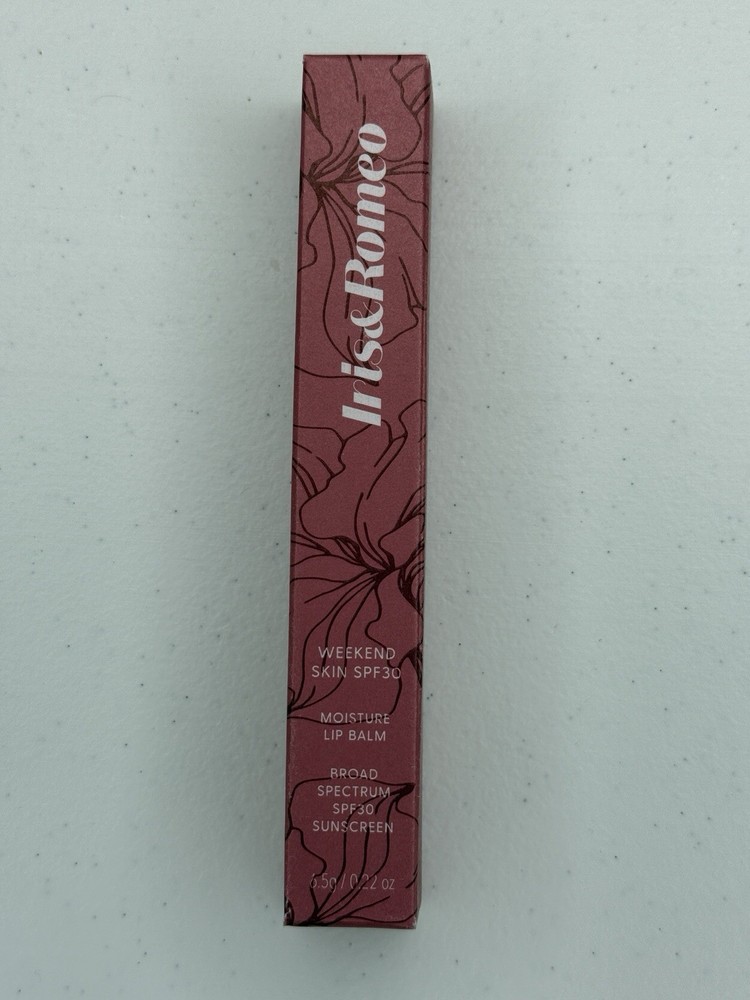 Iris&Romeo
WEEKEND
SKIN SPF30
MOISTURE
LIP BALM
BROAD
SPECTRUM
SPF30
SUNSCREEN
6.5g / 0.22 oz